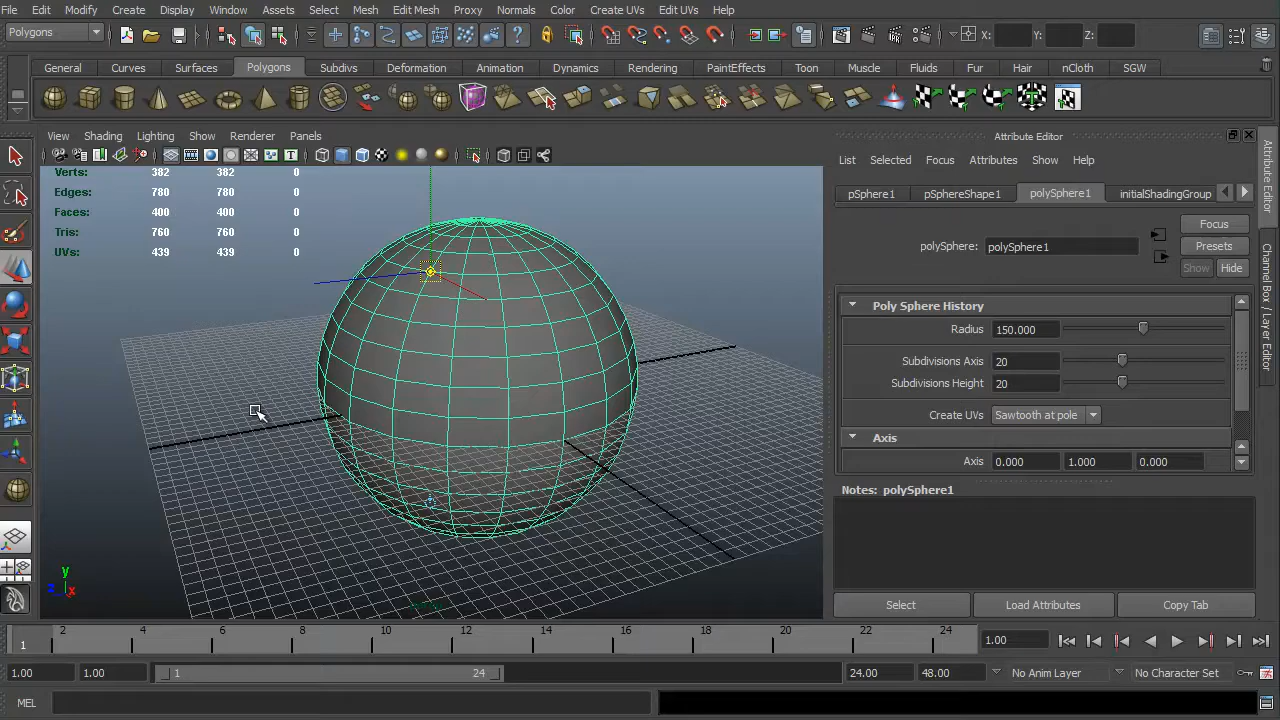 File Edit Modify Create Display Window Assets Select Mesh Edit Mesh Proxy Normals Color Create UVs Edit UVs Help
Polygons X: Y: Z:
General Curves Surfaces Polygons Subdivs Deformation Animation Dynamics Rendering PaintEffects Toon Muscle Fluids Fur Hair nCloth SGW
View Shading Lighting Show Renderer Panels
Verts: 382 382 0
Edges: 780 780 0
Faces: 400 400 0
Tris: 760 760 0
UVs: 439 439 0
y
z x
Attribute Editor
List Selected Focus Attributes Show Help
pSphere1 pSphereShape1 polySphere1 initialShadingGroup
polySphere: polySphere1
Focus
Presets
Show Hide
Poly Sphere History
Radius 150.000
Subdivisions Axis 20
Subdivisions Height 20
Create UVs Sawtooth at pole
Axis
Axis 0.000 1.000 0.000
Notes: polySphere1
Select Load Attributes Copy Tab
Attribute Editor
Channel Box / Layer Editor
1 2 4 6 8 10 12 14 16 18 20 22 24 1.00
1.00 1.00 1 24 24.00 48.00 No Anim Layer No Character Set
MEL